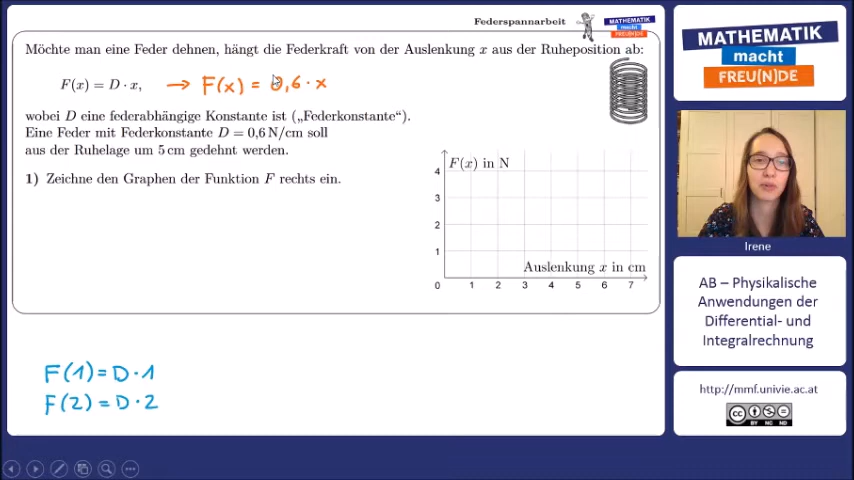 Federspannarbeit
MATHEMATIK
macht
FREU(N)DE
Möchte man eine Feder dehnen, hängt die Federkraft von der Auslenkung x aus der Ruheposition ab:
F(x) = D · x,
→ F(x) = 0,6 · x
wobei D eine federabhängige Konstante ist („Federkonstante“).
Eine Feder mit Federkonstante D = 0,6 N/cm soll
aus der Ruhelage um 5 cm gedehnt werden.
1) Zeichne den Graphen der Funktion F rechts ein.
F(x) in N
4
3
2
1
Auslenkung x in cm
0 1 2 3 4 5 6 7
F(1) = D · 1
F(2) = D · 2
MATHEMATIK
macht
FREU(N)DE
Irene
AB – Physikalische
Anwendungen der
Differential- und
Integralrechnung
http://mmf.univie.ac.at
CC
BY NC ND